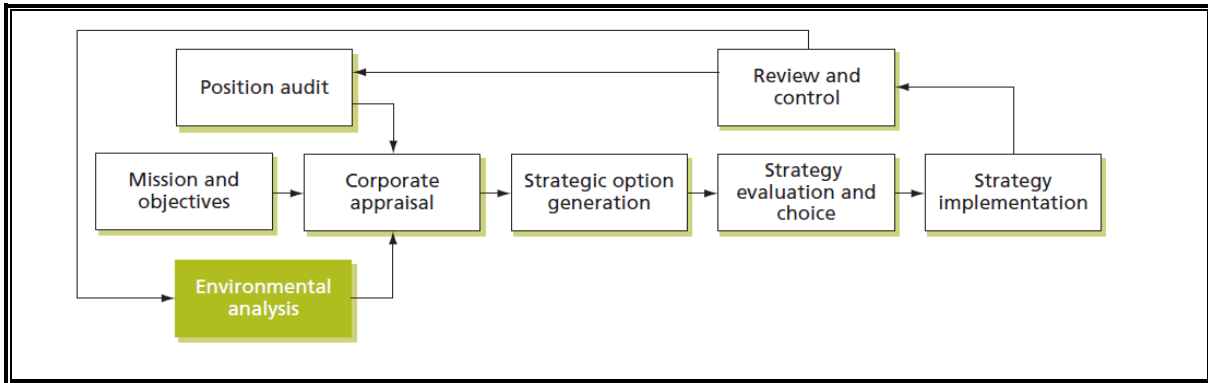 Position audit
Review and
control
Mission and
objectives
Corporate
appraisal
Strategic option
generation
Strategy
evaluation and
choice
Strategy
implementation
Environmental
analysis